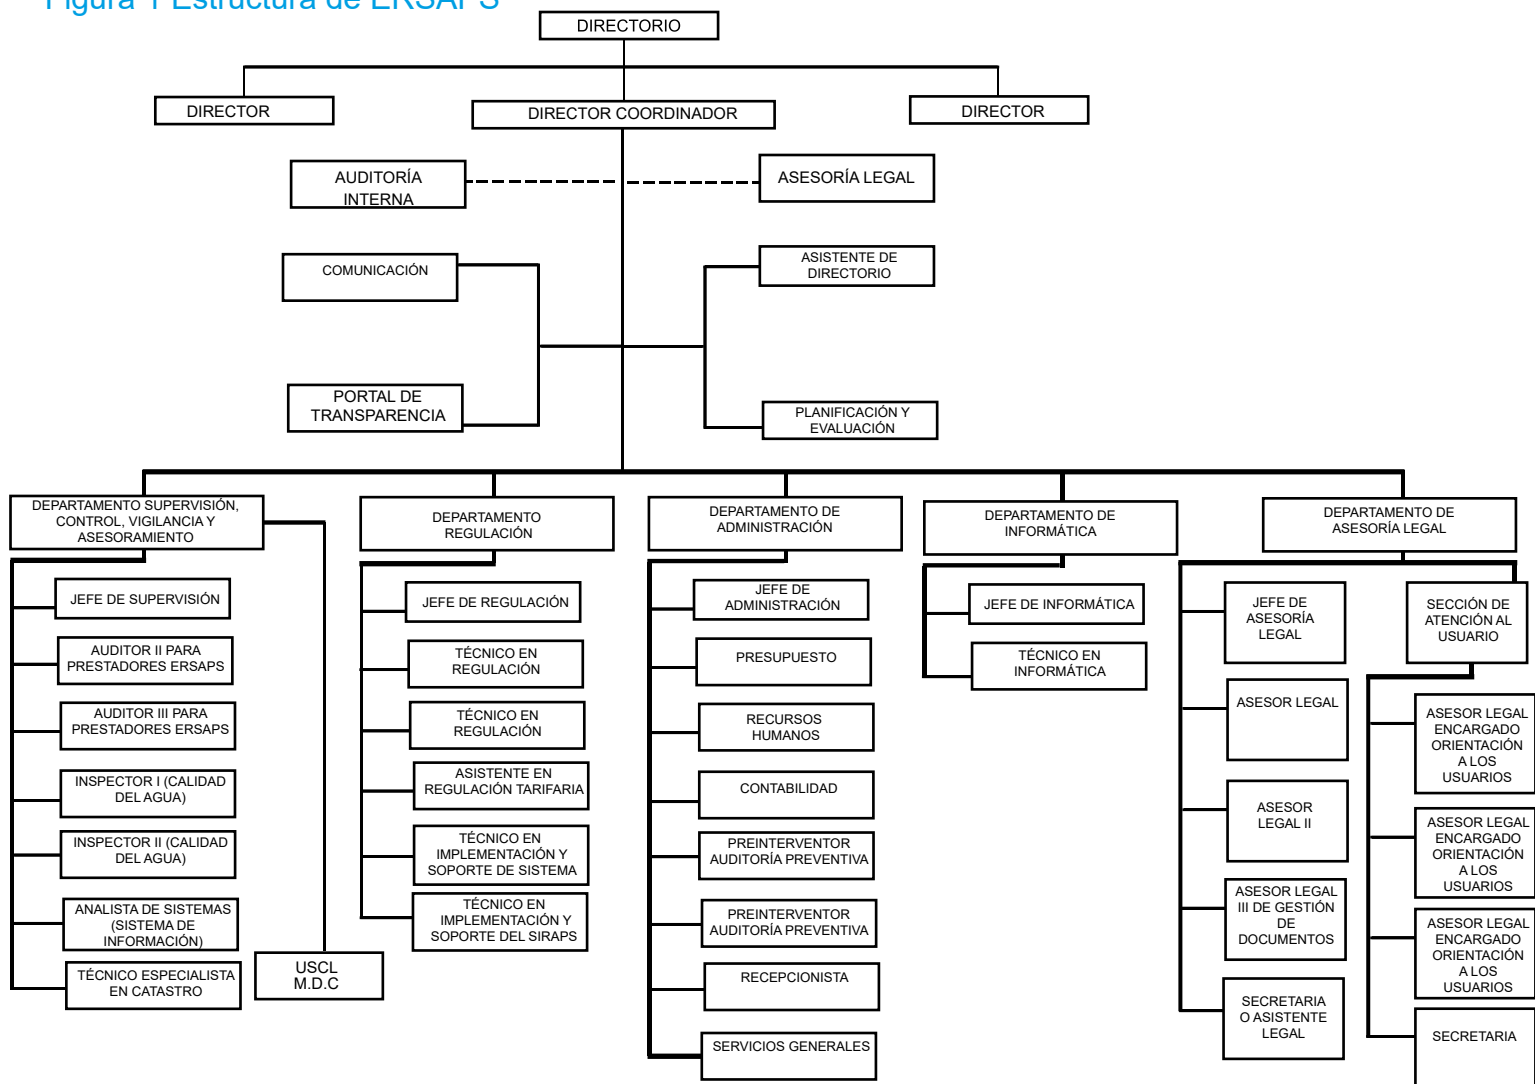 Figura 1 Estructura de ERSAPS
DIRECTORIO
DIRECTOR
DIRECTOR COORDINADOR
DIRECTOR
AUDITORÍA
INTERNA
ASESORÍA LEGAL
COMUNICACIÓN
ASISTENTE DE
DIRECTORIO
PORTAL DE
TRANSPARENCIA
PLANIFICACIÓN Y
EVALUACIÓN
DEPARTAMENTO SUPERVISIÓN,
CONTROL, VIGILANCIA Y
ASESORAMIENTO
JEFE DE SUPERVISIÓN
AUDITOR II PARA
PRESTADORES ERSAPS
AUDITOR III PARA
PRESTADORES ERSAPS
INSPECTOR I (CALIDAD
DEL AGUA)
INSPECTOR II (CALIDAD
DEL AGUA)
ANALISTA DE SISTEMAS
(SISTEMA DE
INFORMACIÓN)
TÉCNICO ESPECIALISTA
EN CATASTRO
USCL
M.D.C
DEPARTAMENTO
REGULACIÓN
JEFE DE REGULACIÓN
TÉCNICO EN
REGULACIÓN
TÉCNICO EN
REGULACIÓN
ASISTENTE EN
REGULACIÓN TARIFARIA
TÉCNICO EN
IMPLEMENTACIÓN Y
SOPORTE DE SISTEMA
TÉCNICO EN
IMPLEMENTACIÓN Y
SOPORTE DEL SIRAPS
DEPARTAMENTO DE
ADMINISTRACIÓN
JEFE DE
ADMINISTRACIÓN
PRESUPUESTO
RECURSOS
HUMANOS
CONTABILIDAD
PREINTERVENTOR
AUDITORÍA PREVENTIVA
PREINTERVENTOR
AUDITORÍA PREVENTIVA
RECEPCIONISTA
SERVICIOS GENERALES
DEPARTAMENTO DE
INFORMÁTICA
JEFE DE INFORMÁTICA
TÉCNICO EN
INFORMÁTICA
DEPARTAMENTO DE
ASESORÍA LEGAL
JEFE DE
ASESORÍA
LEGAL
ASESOR LEGAL
ASESOR
LEGAL II
ASESOR LEGAL
III DE GESTIÓN
DE
DOCUMENTOS
SECRETARIA
O ASISTENTE
LEGAL
SECCIÓN DE
ATENCIÓN AL
USUARIO
ASESOR LEGAL
ENCARGADO
ORIENTACIÓN
A LOS
USUARIOS
ASESOR LEGAL
ENCARGADO
ORIENTACIÓN
A LOS
USUARIOS
ASESOR LEGAL
ENCARGADO
ORIENTACIÓN
A LOS
USUARIOS
SECRETARIA